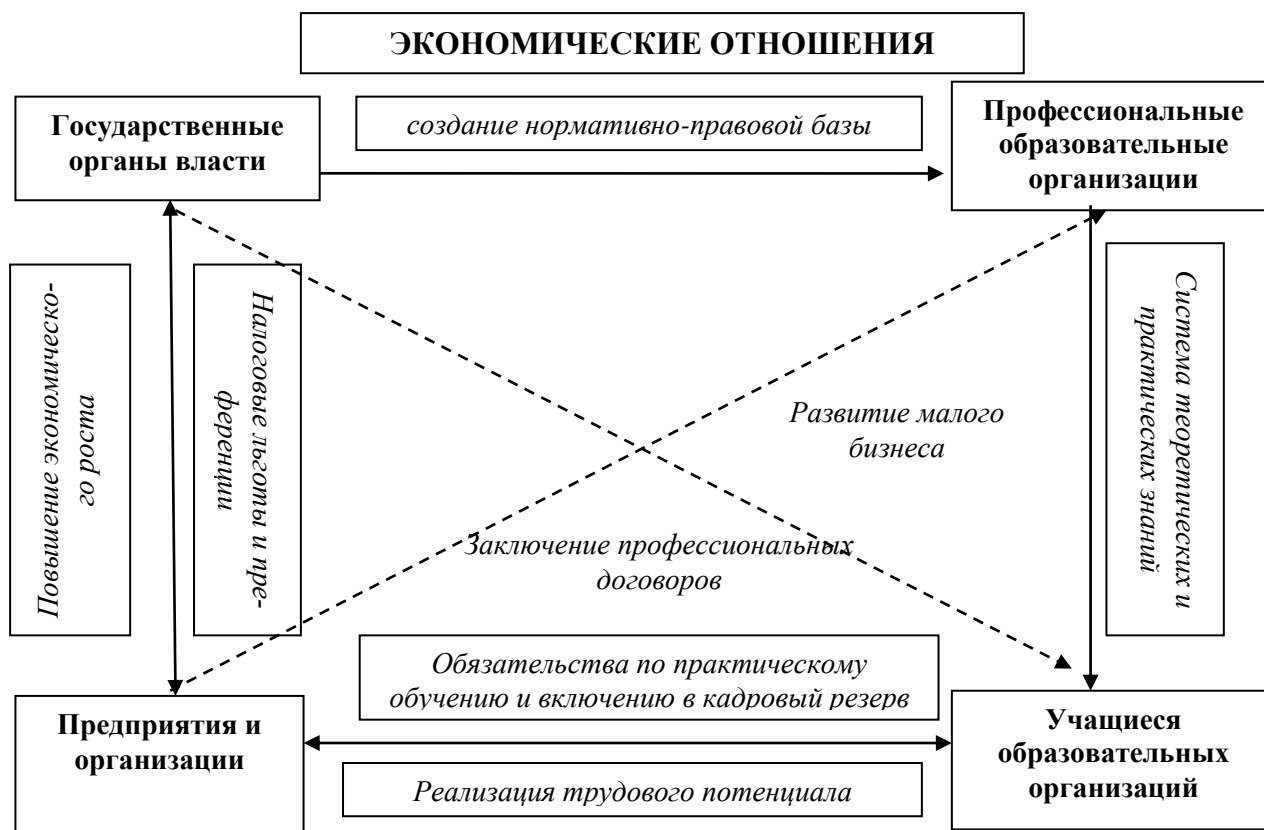 ЭКОНОМИЧЕСКИЕ ОТНОШЕНИЯ
Государственные
органы власти
создание нормативно-правовой базы
Профессиональные
образовательные
организации
Повышение экономическо-
го роста
Налоговые льготы и пре-
ференции
Система теоретических и
практических знаний
Развитие малого
бизнеса
Заключение профессиональных
договоров
Обязательства по практическому
обучению и включению в кадровый резерв
Предприятия и
организации
Учащиеся
образовательных
организаций
Реализация трудового потенциала